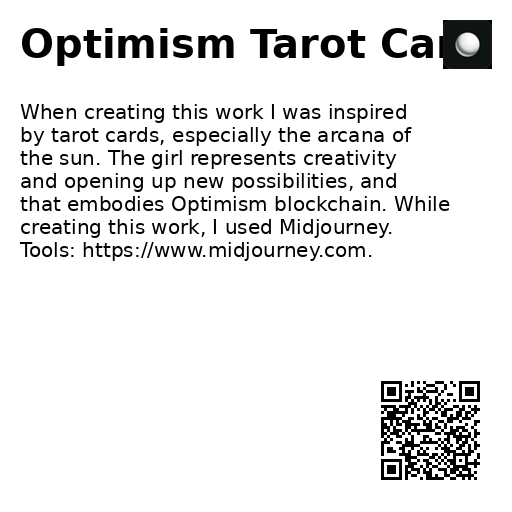 Optimism Tarot Car
When creating this work I was inspired
by tarot cards, especially the arcana of
the sun. The girl represents creativity
and opening up new possibilities, and
that embodies Optimism blockchain. While
creating this work, I used Midjourney.
Tools: https://www.midjourney.com.